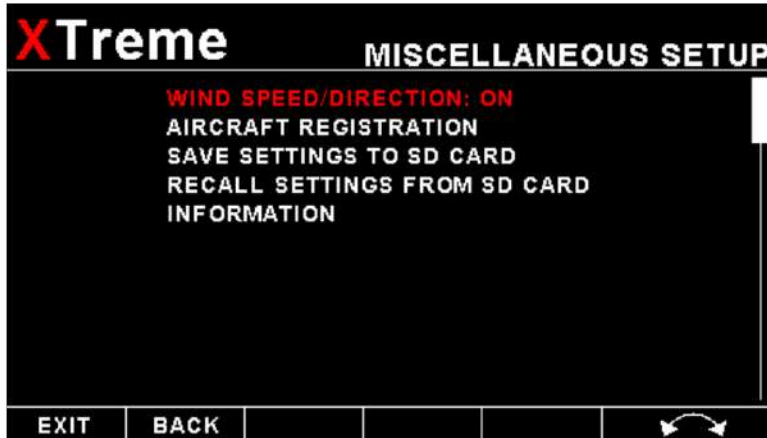 XTreme
MISCELLANEOUS SETUP
WIND SPEED/DIRECTION: ON
AIRCRAFT REGISTRATION
SAVE SETTINGS TO SD CARD
RECALL SETTINGS FROM SD CARD
INFORMATION
EXIT BACK